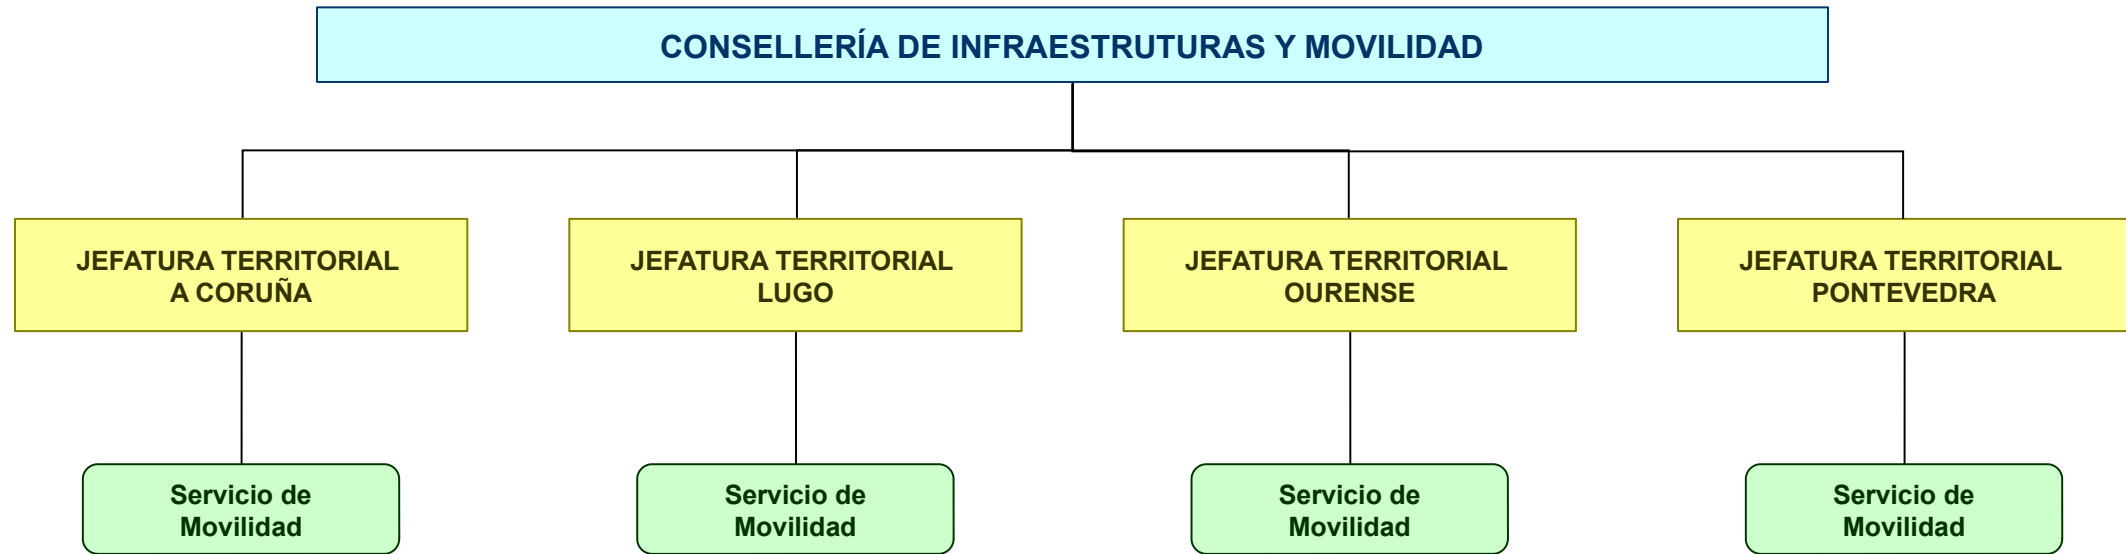 CONSELLERÍA DE INFRAESTRUTURAS Y MOVILIDAD
JEFATURA TERRITORIAL
A CORUÑA
JEFATURA TERRITORIAL
LUGO
JEFATURA TERRITORIAL
OURENSE
JEFATURA TERRITORIAL
PONTEVEDRA
Servicio de
Movilidad
Servicio de
Movilidad
Servicio de
Movilidad
Servicio de
Movilidad